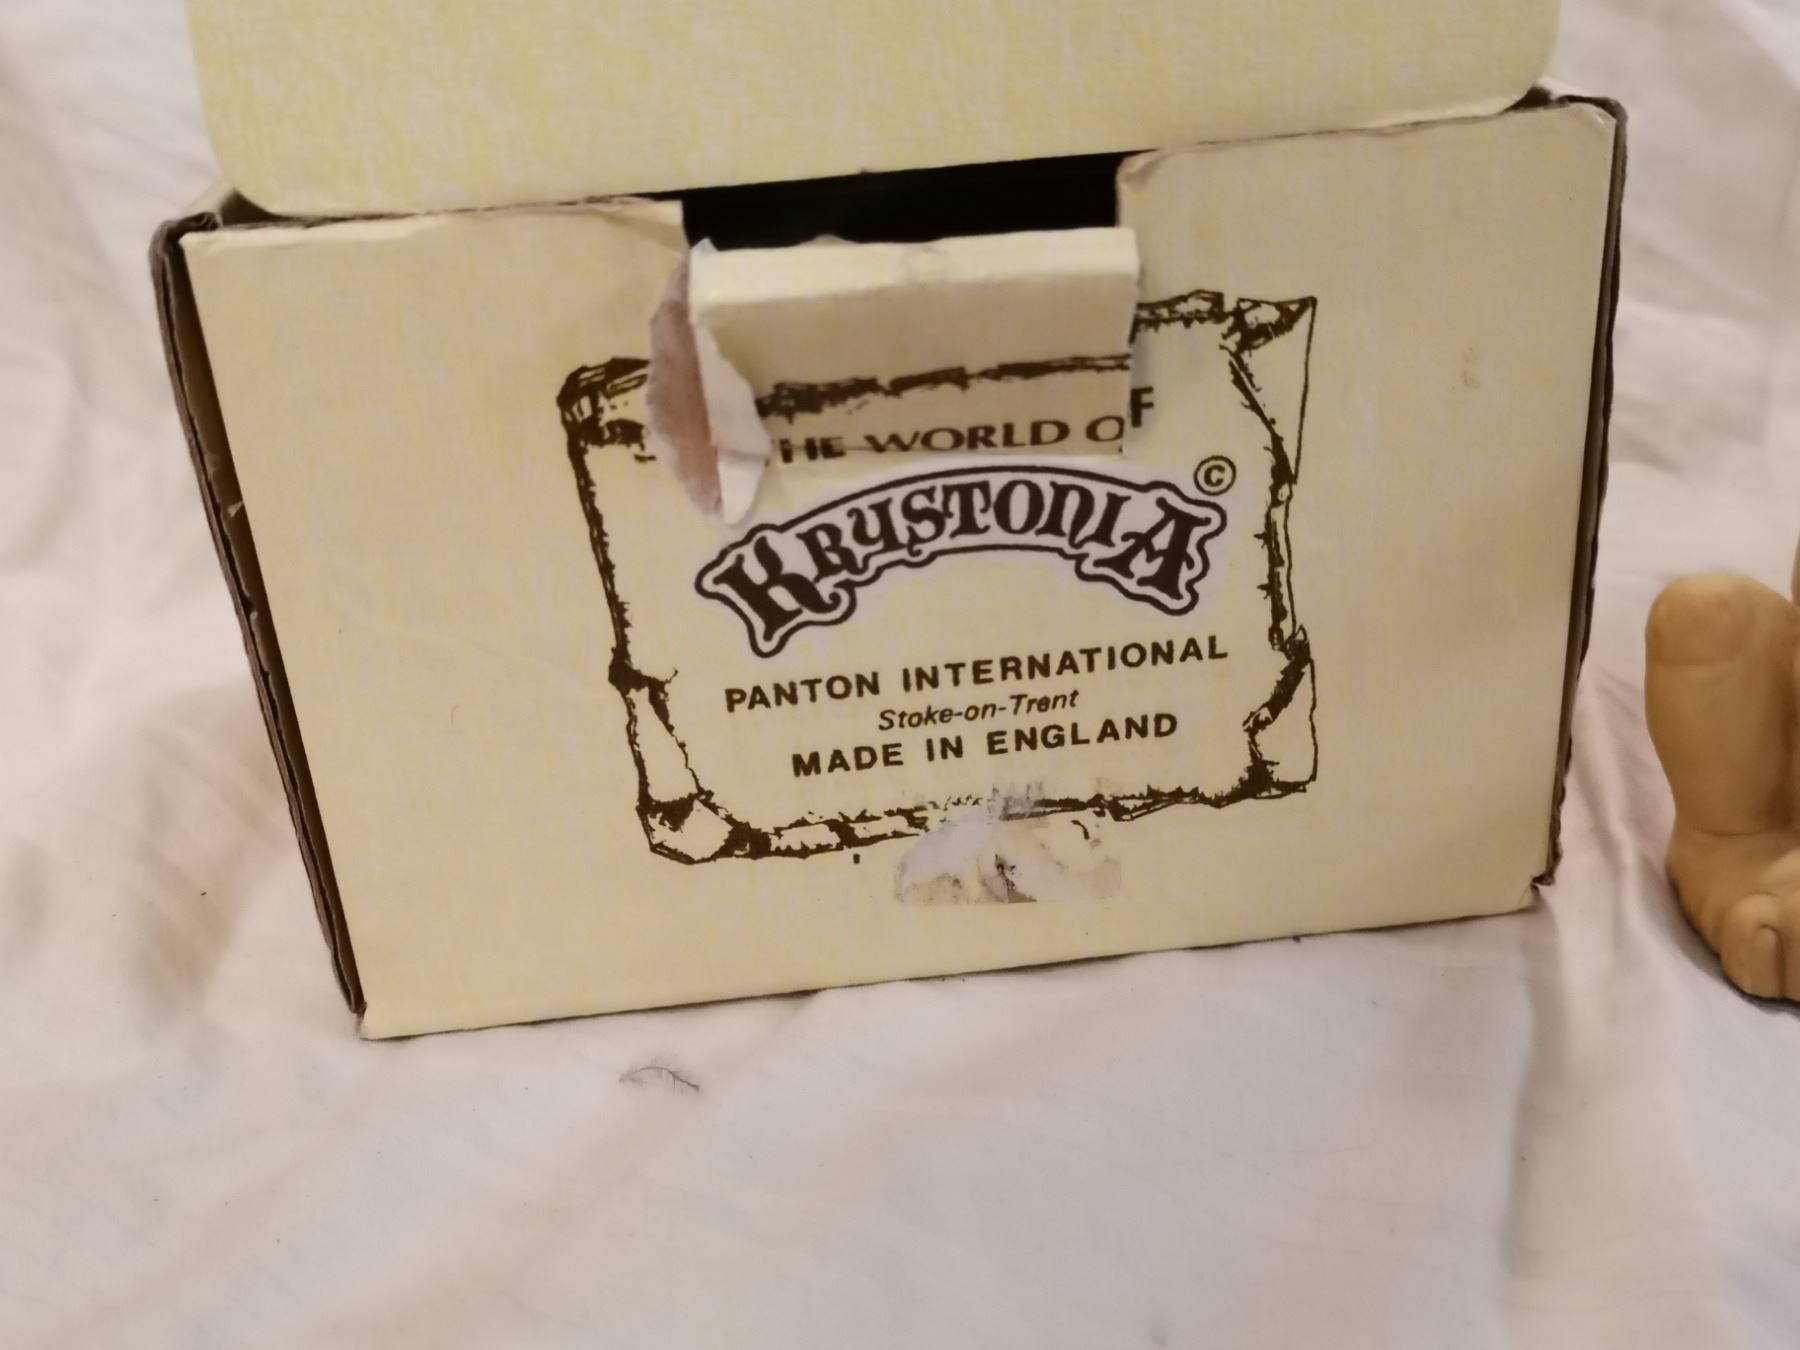 THE WORLD OF
KRYSTONIA ©
PANTON INTERNATIONAL
Stoke-on-Trent
MADE IN ENGLAND